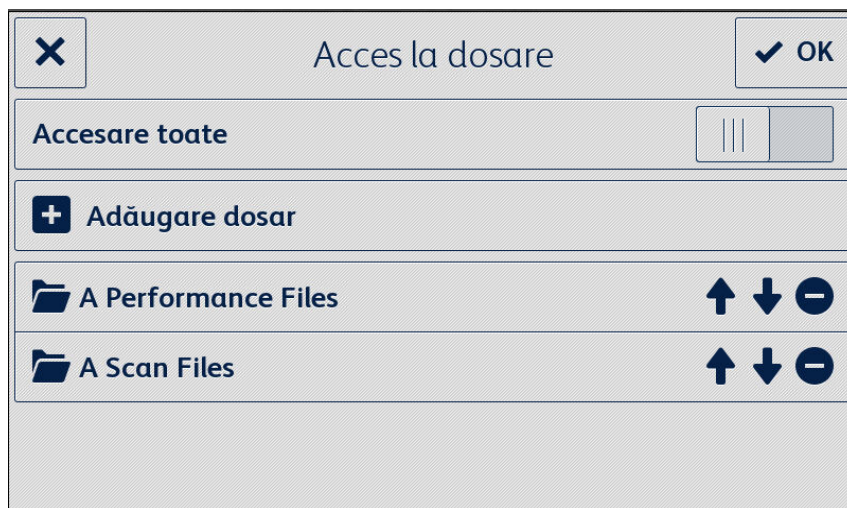 Acces la dosare
OK
Accesare toate
Adăugare dosar
A Performance Files
A Scan Files